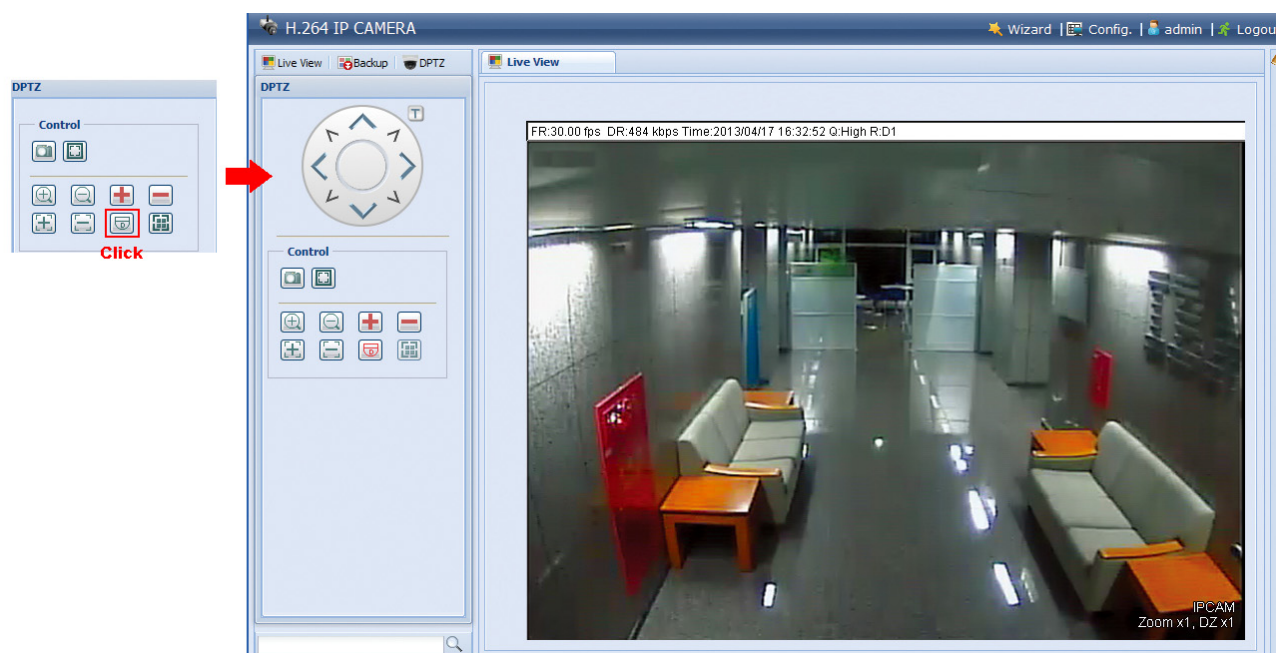 DPTZ
Control
Click
H.264 IP CAMERA
Wizard | Config. | admin | Logou
Live View Backup DPTZ
DPTZ
T
Control
Live View
FR:30.00 fps DR:484 kbps Time:2013/04/17 16:32:52 Q:High R:D1
IPCAM
Zoom x1, DZ x1